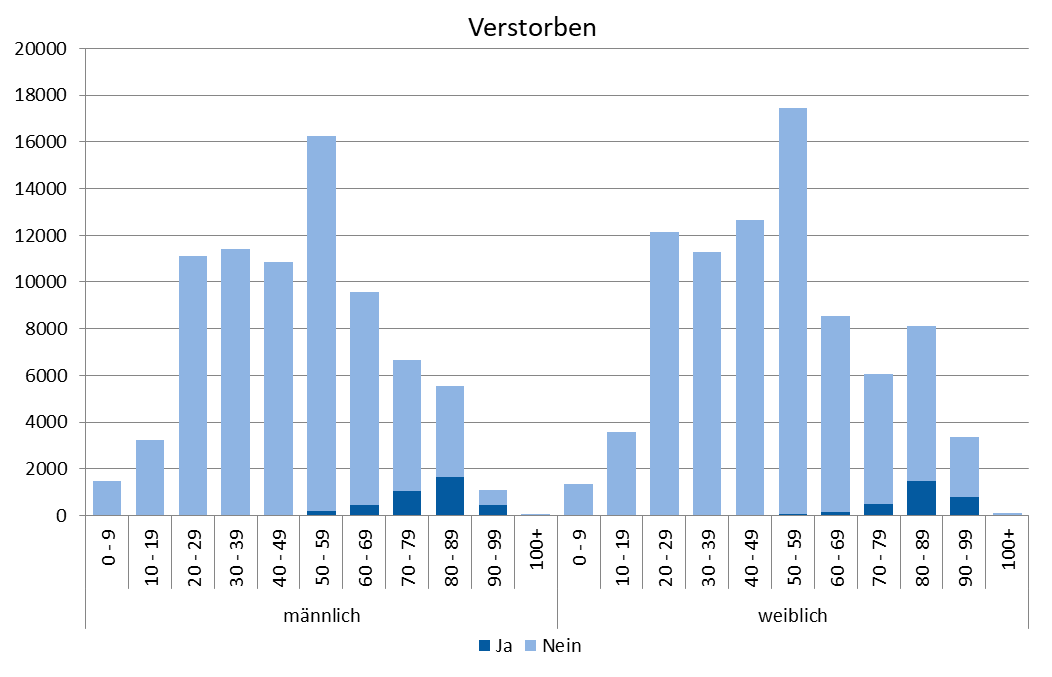 Verstorben
20000
18000
16000
14000
12000
10000
8000
6000
4000
2000
0
0 - 9
10 - 19
20 - 29
30 - 39
40 - 49
50 - 59
60 - 69
70 - 79
80 - 89
90 - 99
100+
0 - 9
10 - 19
20 - 29
30 - 39
40 - 49
50 - 59
60 - 69
70 - 79
80 - 89
90 - 99
100+
männlich
weiblich
Ja Nein